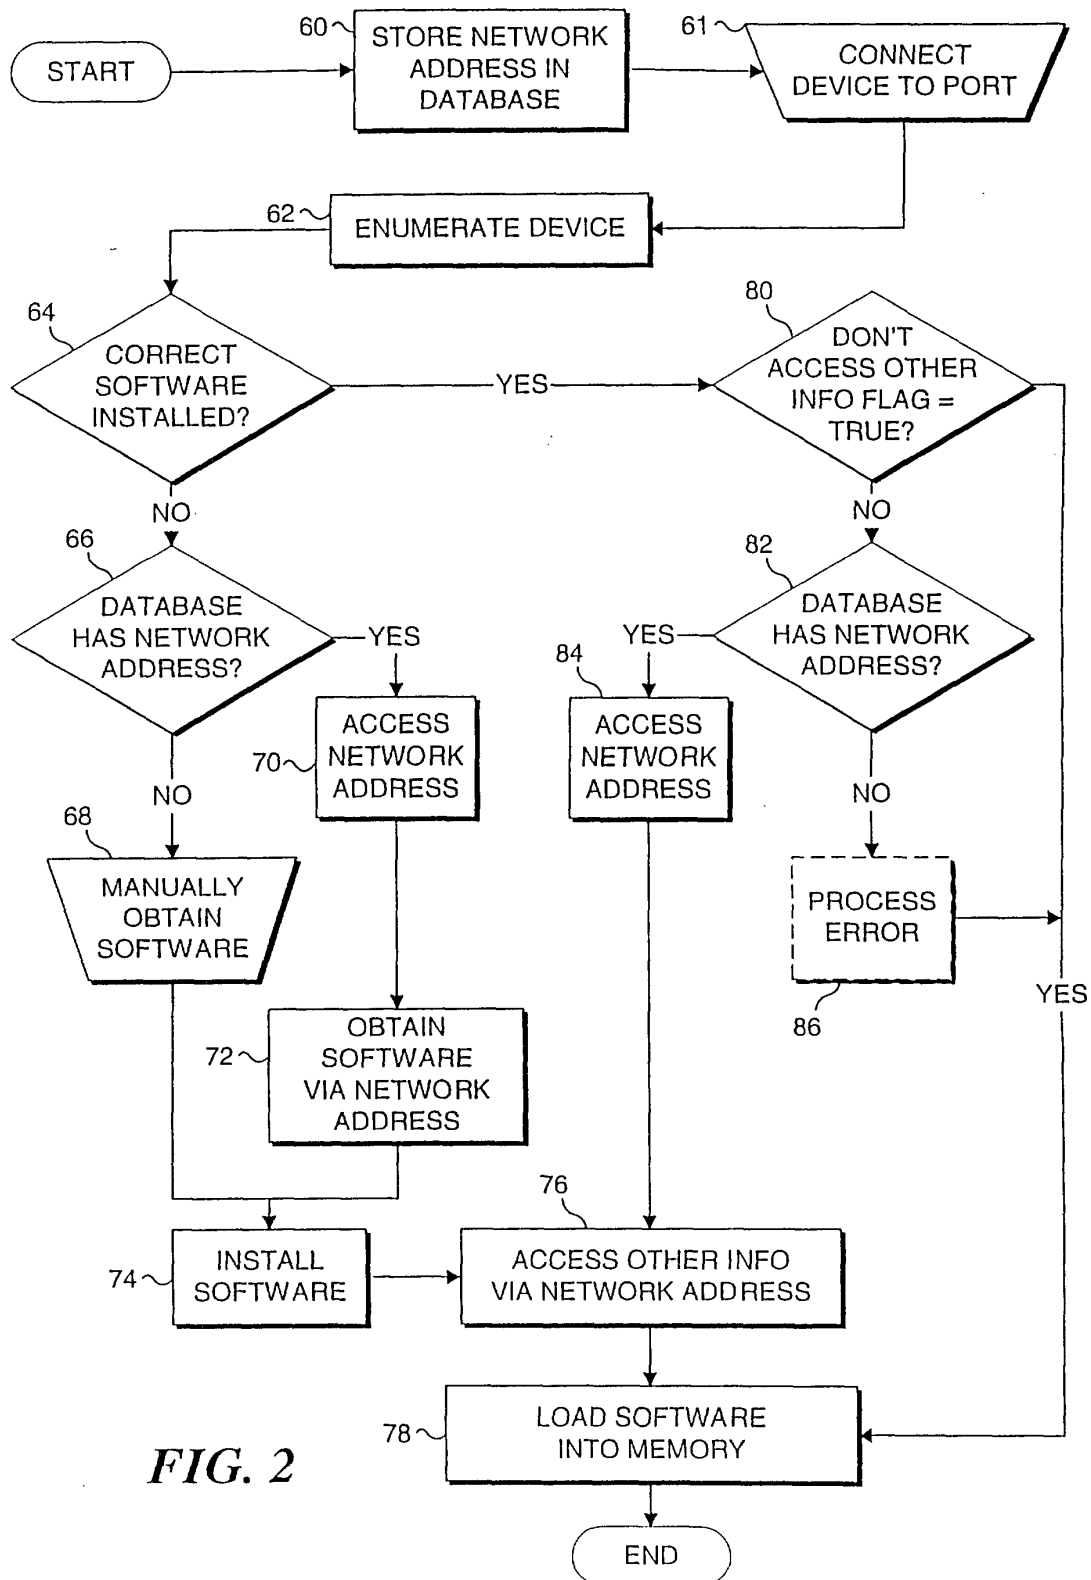 START
60
STORE NETWORK
ADDRESS IN
DATABASE
61
CONNECT
DEVICE TO PORT
62
ENUMERATE DEVICE
64
CORRECT
SOFTWARE
INSTALLED?
YES
80
DON'T
ACCESS OTHER
INFO FLAG =
TRUE?
NO
NO
66
DATABASE
HAS NETWORK
ADDRESS?
YES
82
DATABASE
HAS NETWORK
ADDRESS?
YES
70
ACCESS
NETWORK
ADDRESS
84
ACCESS
NETWORK
ADDRESS
NO
NO
68
MANUALLY
OBTAIN
SOFTWARE
PROCESS
ERROR
86
YES
72
OBTAIN
SOFTWARE
VIA NETWORK
ADDRESS
74
INSTALL
SOFTWARE
76
ACCESS OTHER INFO
VIA NETWORK ADDRESS
78
LOAD SOFTWARE
INTO MEMORY
FIG. 2
END